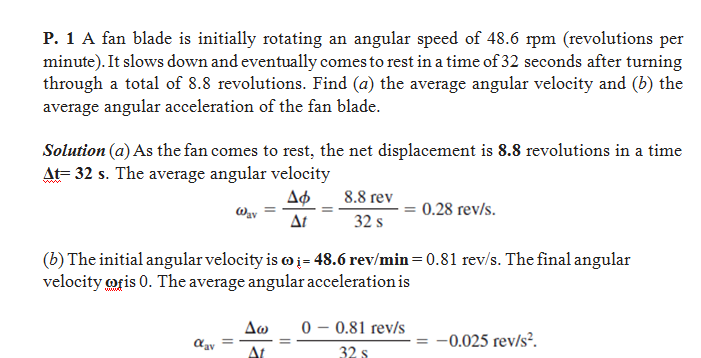 P. 1 A fan blade is initially rotating an angular speed of 48.6 rpm (revolutions per
minute). It slows down and eventually comes to rest in a time of 32 seconds after turning
through a total of 8.8 revolutions. Find (a) the average angular velocity and (b) the
average angular acceleration of the fan blade.
Solution (a) As the fan comes to rest, the net displacement is 8.8 revolutions in a time
Δt= 32 s. The average angular velocity
ω_av = Δϕ/Δt = 8.8 rev/32 s = 0.28 rev/s.
(b) The initial angular velocity is ω i= 48.6 rev/min = 0.81 rev/s. The final angular
velocity ωf is 0. The average angular acceleration is
α_av = Δω/Δt = 0 − 0.81 rev/s/32 s = −0.025 rev/s².